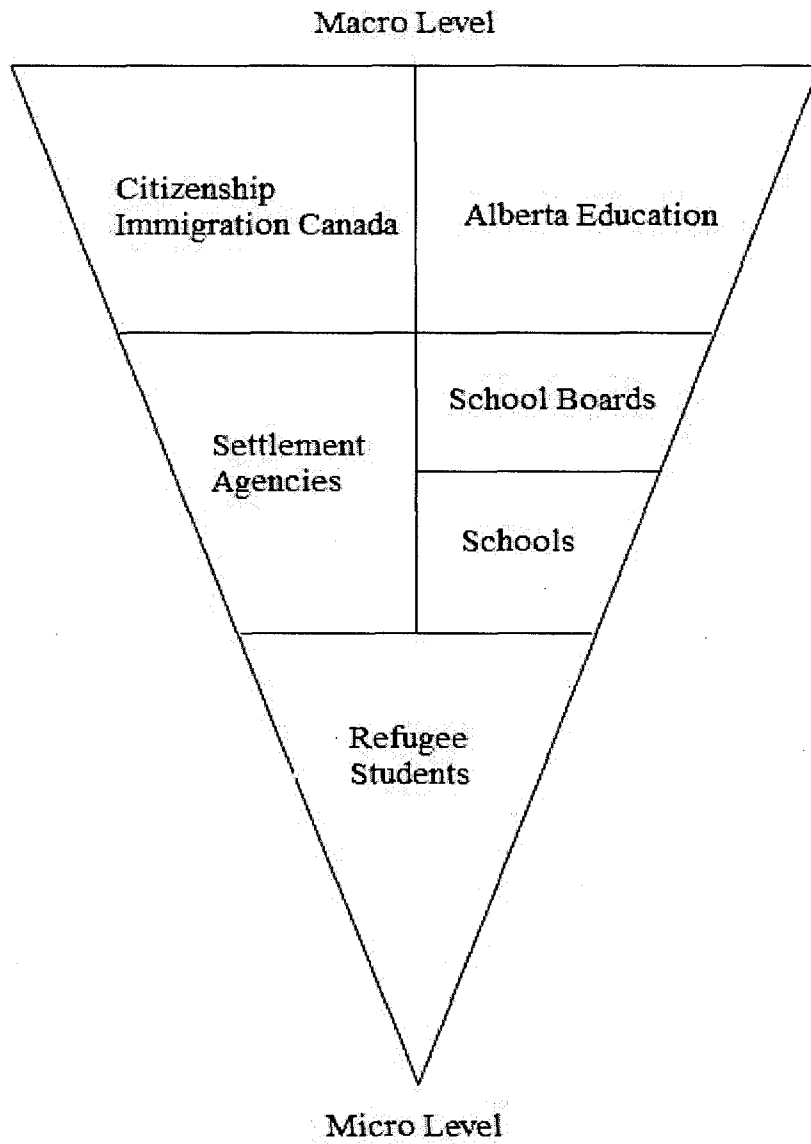 Macro Level
Citizenship
Immigration Canada
Alberta Education
School Boards
Settlement
Agencies
Schools
Refugee
Students
Micro Level